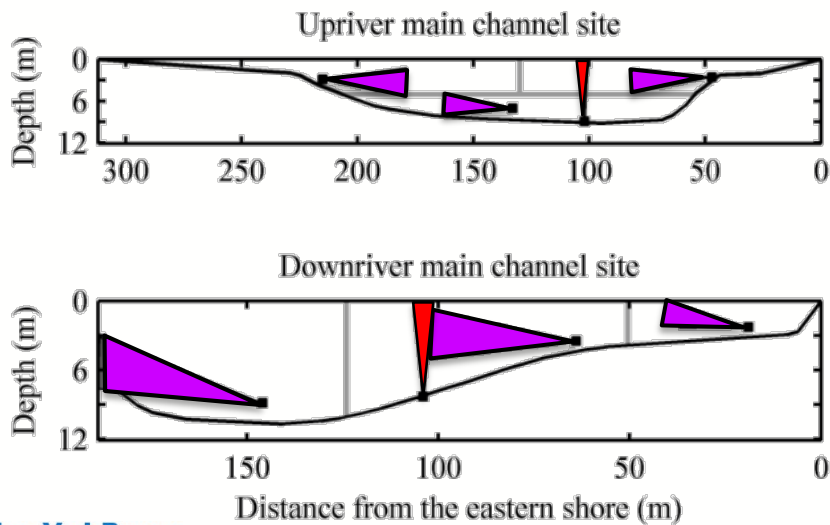 Upriver main channel site
Depth (m)
0
6
12
300 250 200 150 100 50 0
Downriver main channel site
Depth (m)
0
6
12
150 100 50 0
Distance from the eastern shore (m)